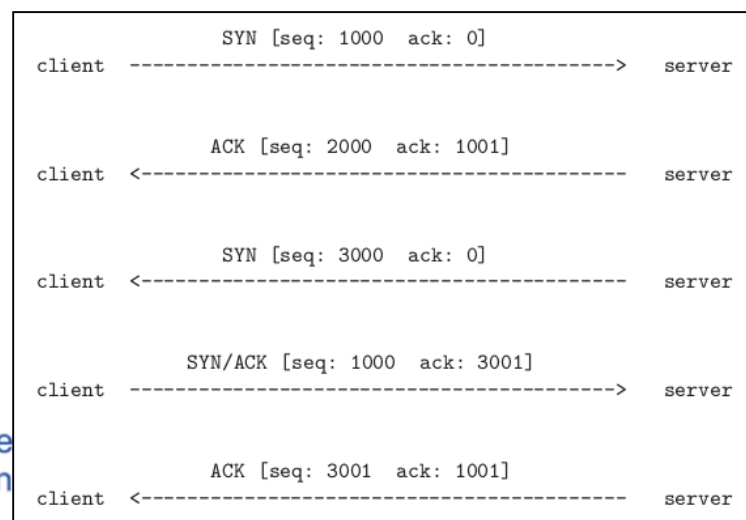 SYN [seq: 1000 ack: 0]
client ------------------------------------------> server
ACK [seq: 2000 ack: 1001]
client <------------------------------------------ server
SYN [seq: 3000 ack: 0]
client <------------------------------------------ server
SYN/ACK [seq: 1000 ack: 3001]
client ------------------------------------------> server
ACK [seq: 3001 ack: 1001]
client <------------------------------------------ server